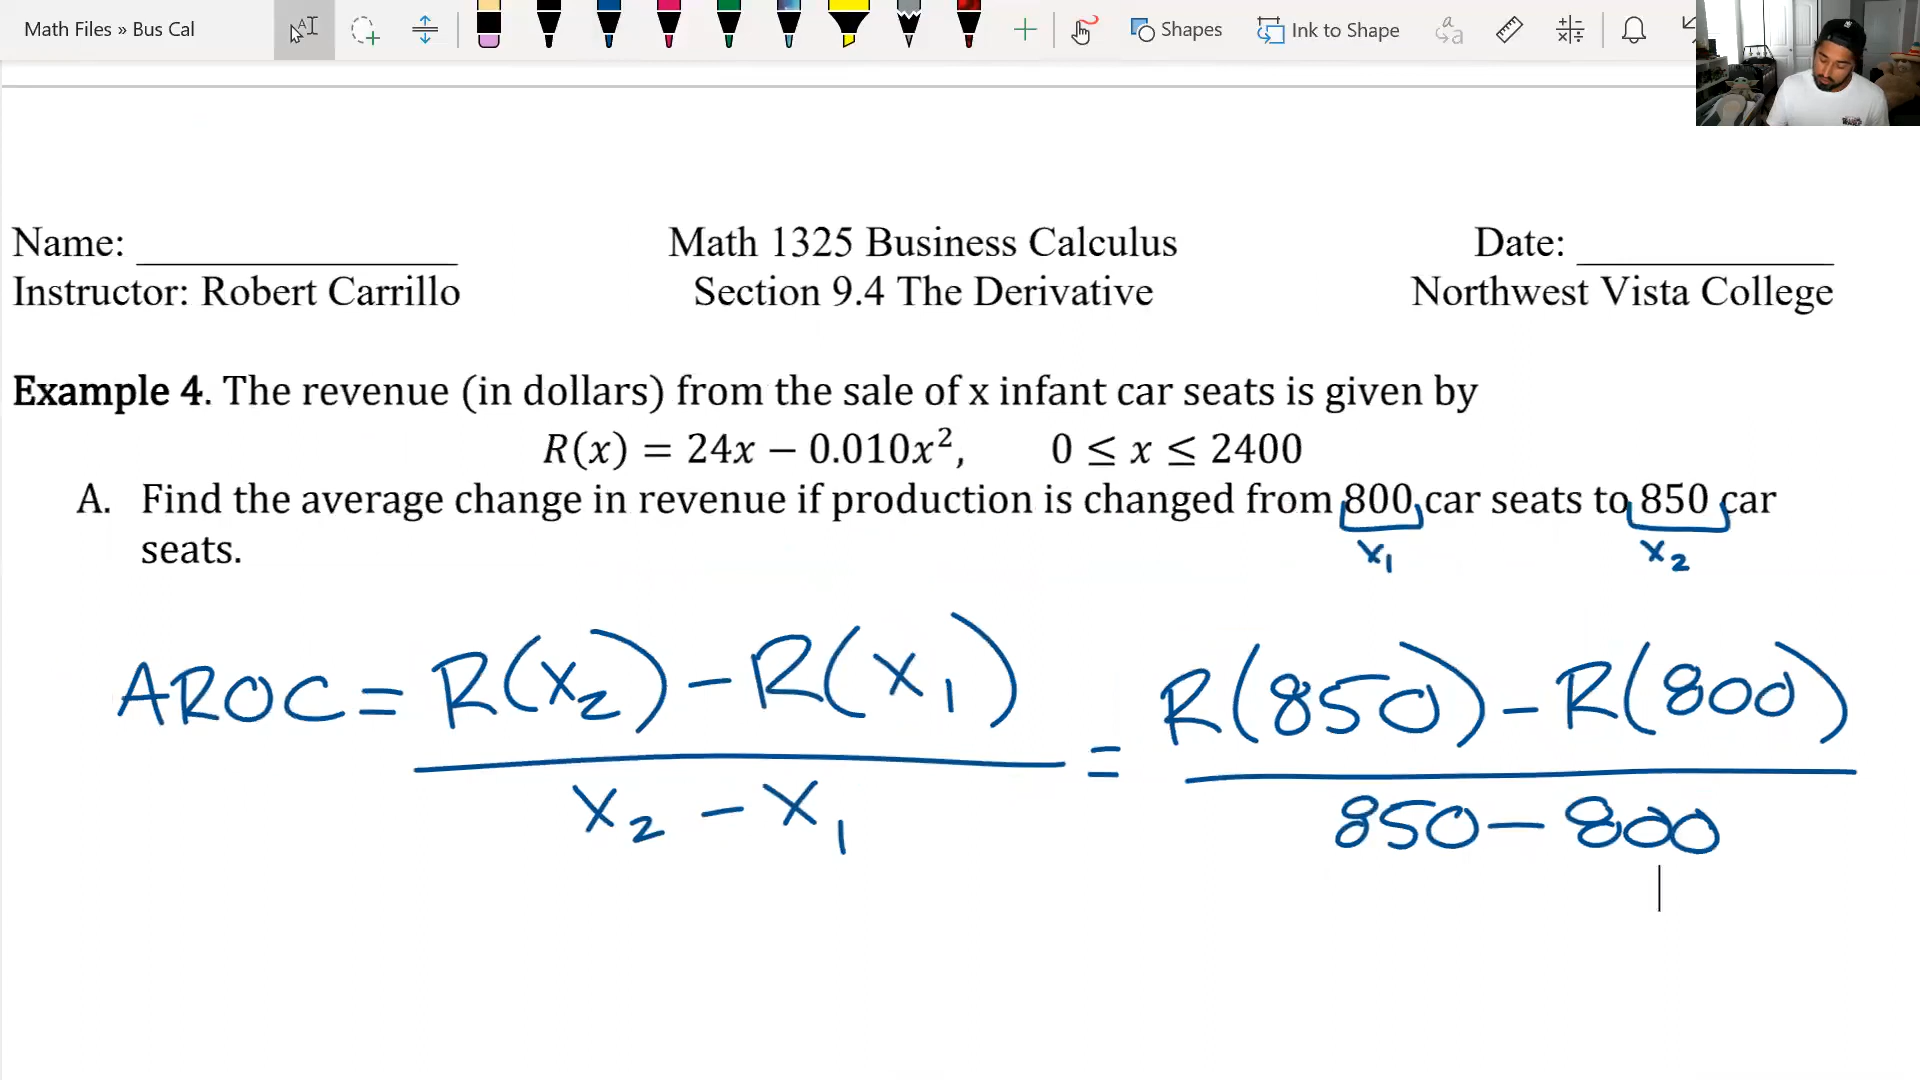 Math Files » Bus Cal
Shapes
Ink to Shape
Name: ________________ Math 1325 Business Calculus Date: ____________
Instructor: Robert Carrillo Section 9.4 The Derivative Northwest Vista College
Example 4. The revenue (in dollars) from the sale of x infant car seats is given by
R(x) = 24x − 0.010x², 0 ≤ x ≤ 2400
A. Find the average change in revenue if production is changed from 800 car seats to 850 car
seats.
x₁ x₂
AROC = R(x₂) − R(x₁) / x₂ − x₁ = R(850) − R(800) / 850 − 800